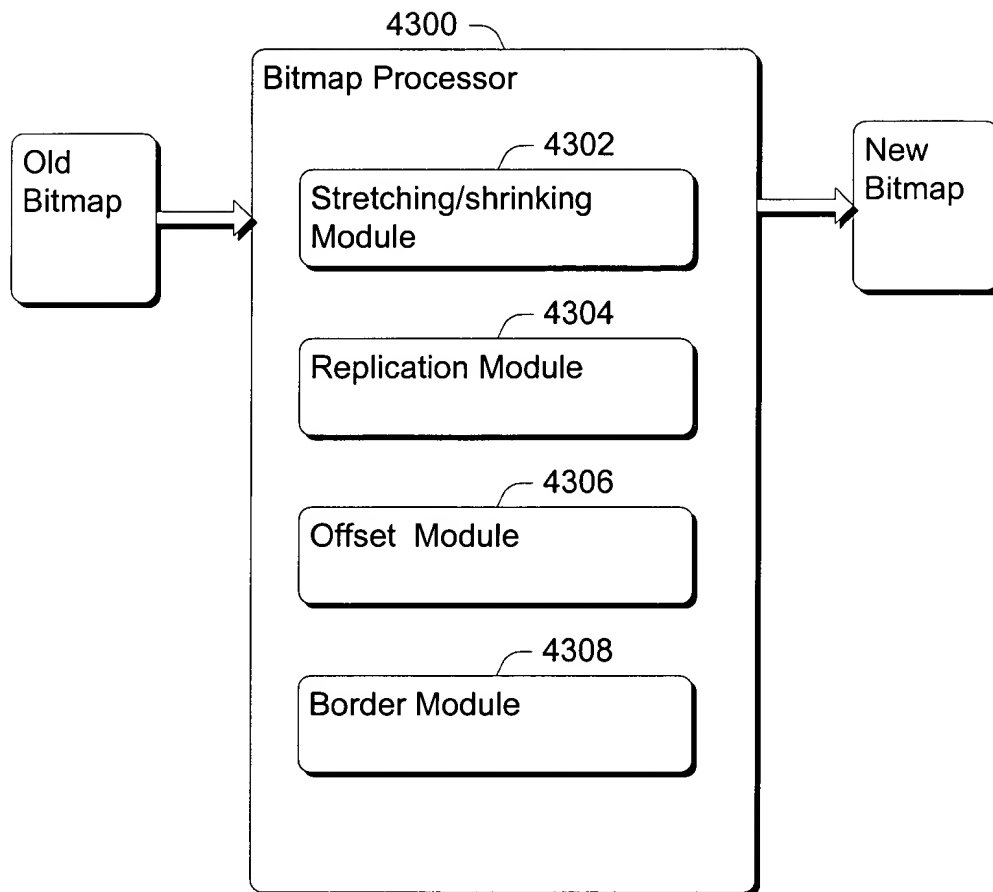 4300
Bitmap Processor
Old
Bitmap
4302
Stretching/shrinking
Module
New
Bitmap
4304
Replication Module
4306
Offset Module
4308
Border Module